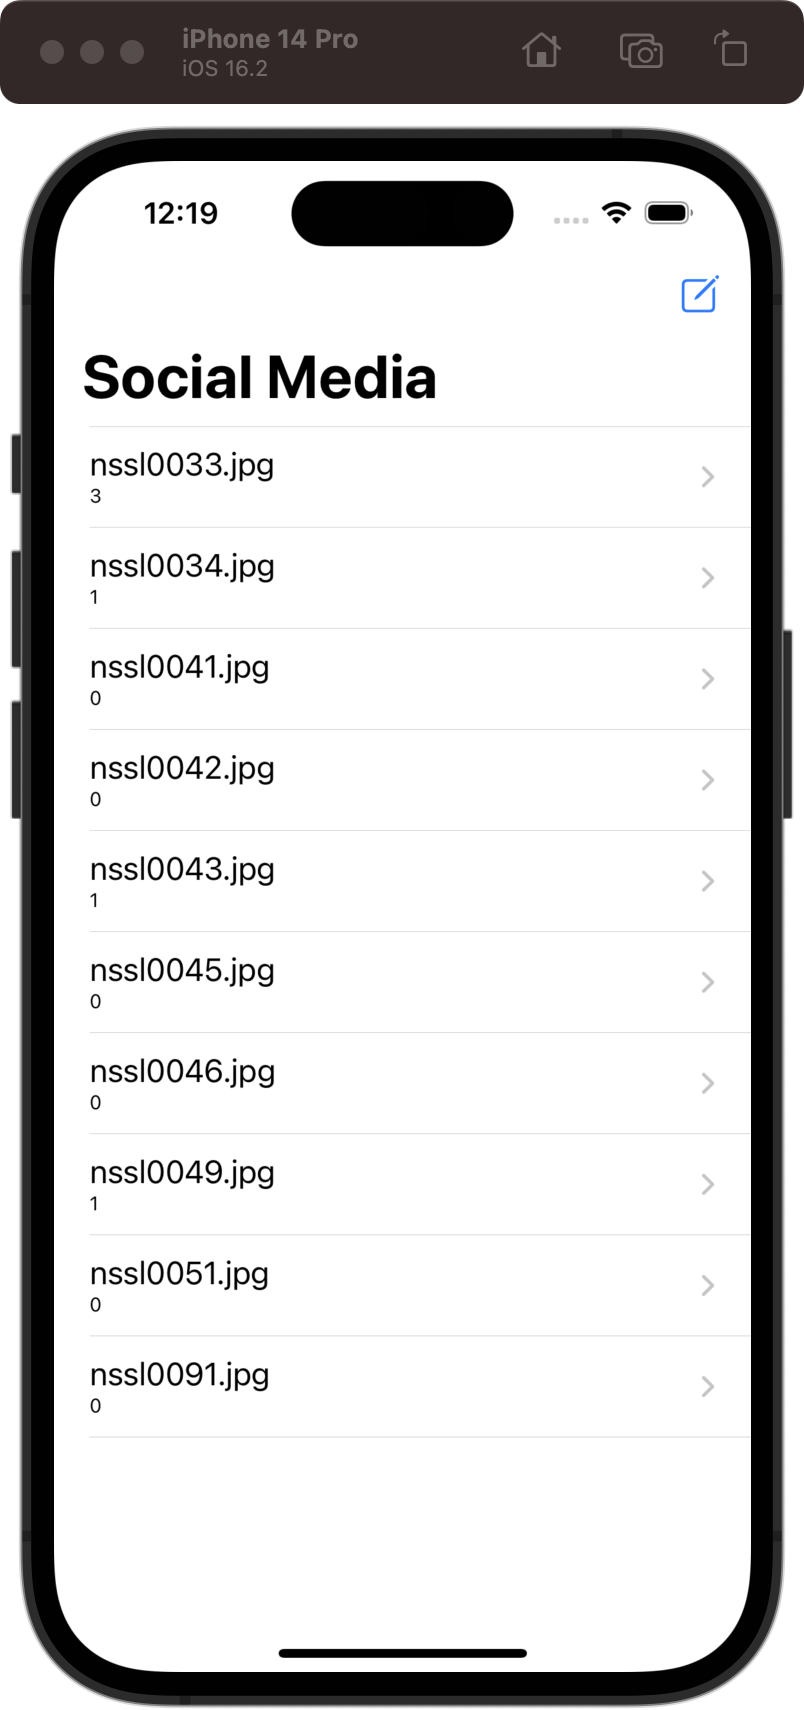 iPhone 14 Pro
iOS 16.2
12:19
Social Media
nssl0033.jpg
3
nssl0034.jpg
1
nssl0041.jpg
0
nssl0042.jpg
0
nssl0043.jpg
1
nssl0045.jpg
0
nssl0046.jpg
0
nssl0049.jpg
1
nssl0051.jpg
0
nssl0091.jpg
0